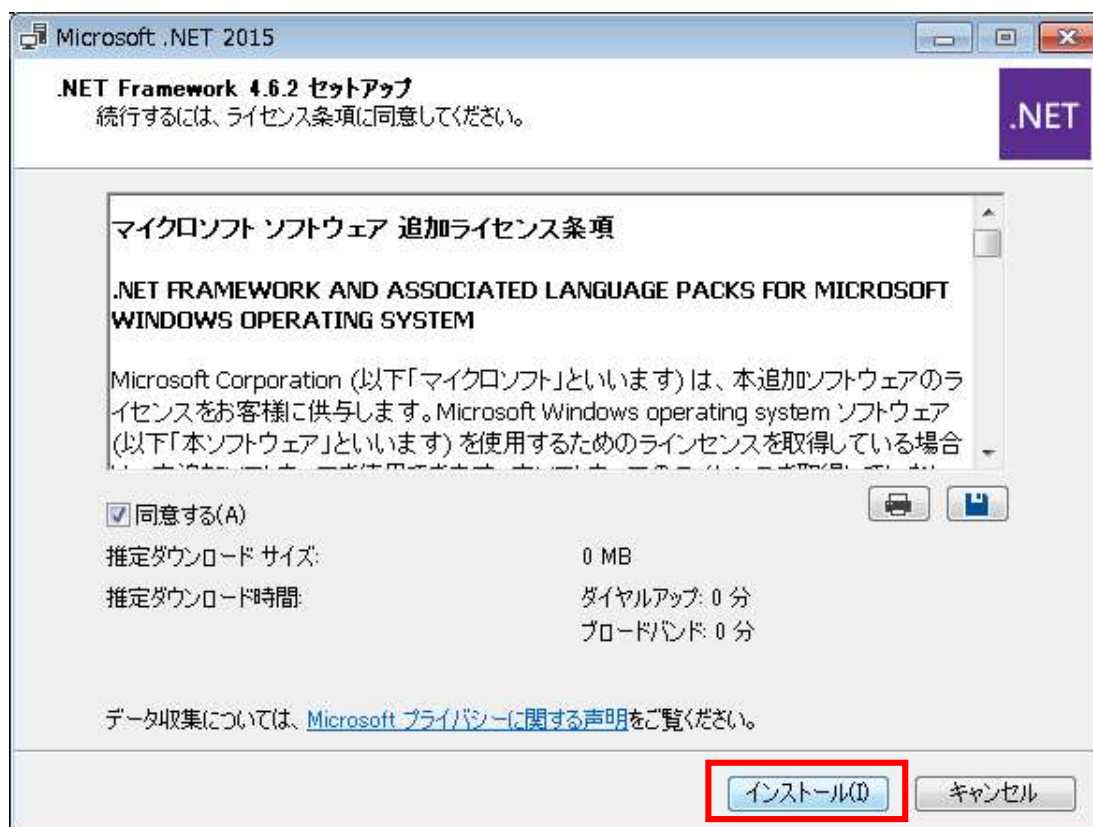 Microsoft .NET 2015
.NET Framework 4.6.2 セットアップ
続行するには、ライセンス条項に同意してください。
.NET
マイクロソフト ソフトウェア 追加ライセンス条項
.NET FRAMEWORK AND ASSOCIATED LANGUAGE PACKS FOR MICROSOFT
WINDOWS OPERATING SYSTEM
Microsoft Corporation (以下「マイクロソフト」といいます) は、本追加ソフトウェアのラ
イセンスをお客様に供与します。Microsoft Windows operating system ソフトウェア
(以下「本ソフトウェア」といいます) を使用するためのラインセンスを取得している場合
同意する(A)
推定ダウンロード サイズ: 0 MB
推定ダウンロード時間: ダイヤルアップ: 0 分
ブロードバンド: 0 分
データ収集については、Microsoft プライバシーに関する声明をご覧ください。
インストール(I)
キャンセル